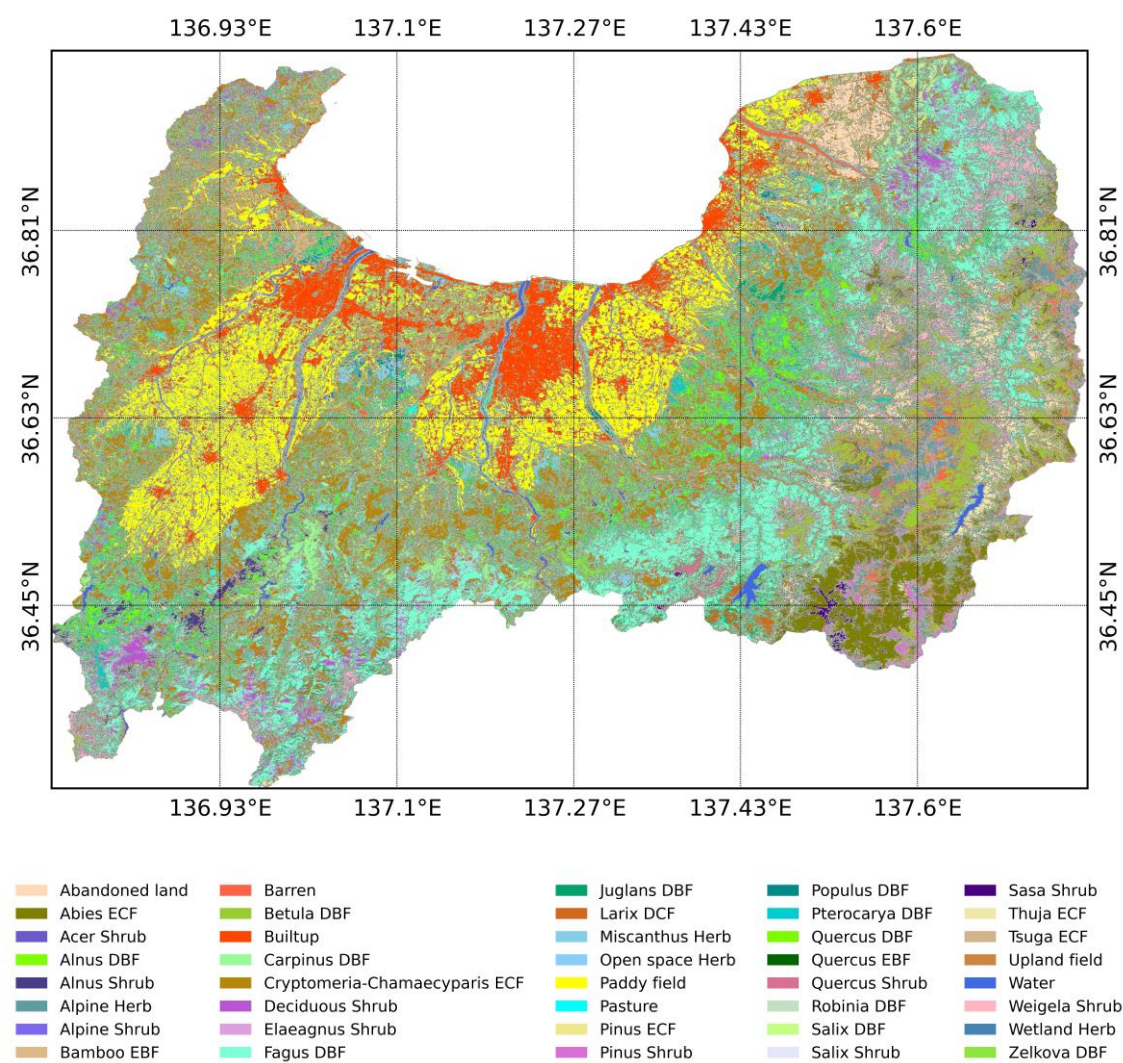 136.93°E 137.1°E 137.27°E 137.43°E 137.6°E
36.81°N 36.81°N
36.63°N 36.63°N
36.45°N 36.45°N
136.93°E 137.1°E 137.27°E 137.43°E 137.6°E
Abandoned land Barren Juglans DBF Populus DBF Sasa Shrub
Abies ECF Betula DBF Larix DCF Pterocarya DBF Thuja ECF
Acer Shrub Builtup Miscanthus Herb Quercus DBF Tsuga ECF
Alnus DBF Carpinus DBF Open space Herb Quercus EBF Upland field
Alnus Shrub Cryptomeria-Chamaecyparis ECF Paddy field Quercus Shrub Water
Alpine Herb Deciduous Shrub Pasture Robinia DBF Weigela Shrub
Alpine Shrub Elaeagnus Shrub Pinus ECF Salix DBF Wetland Herb
Bamboo EBF Fagus DBF Pinus Shrub Salix Shrub Zelkova DBF